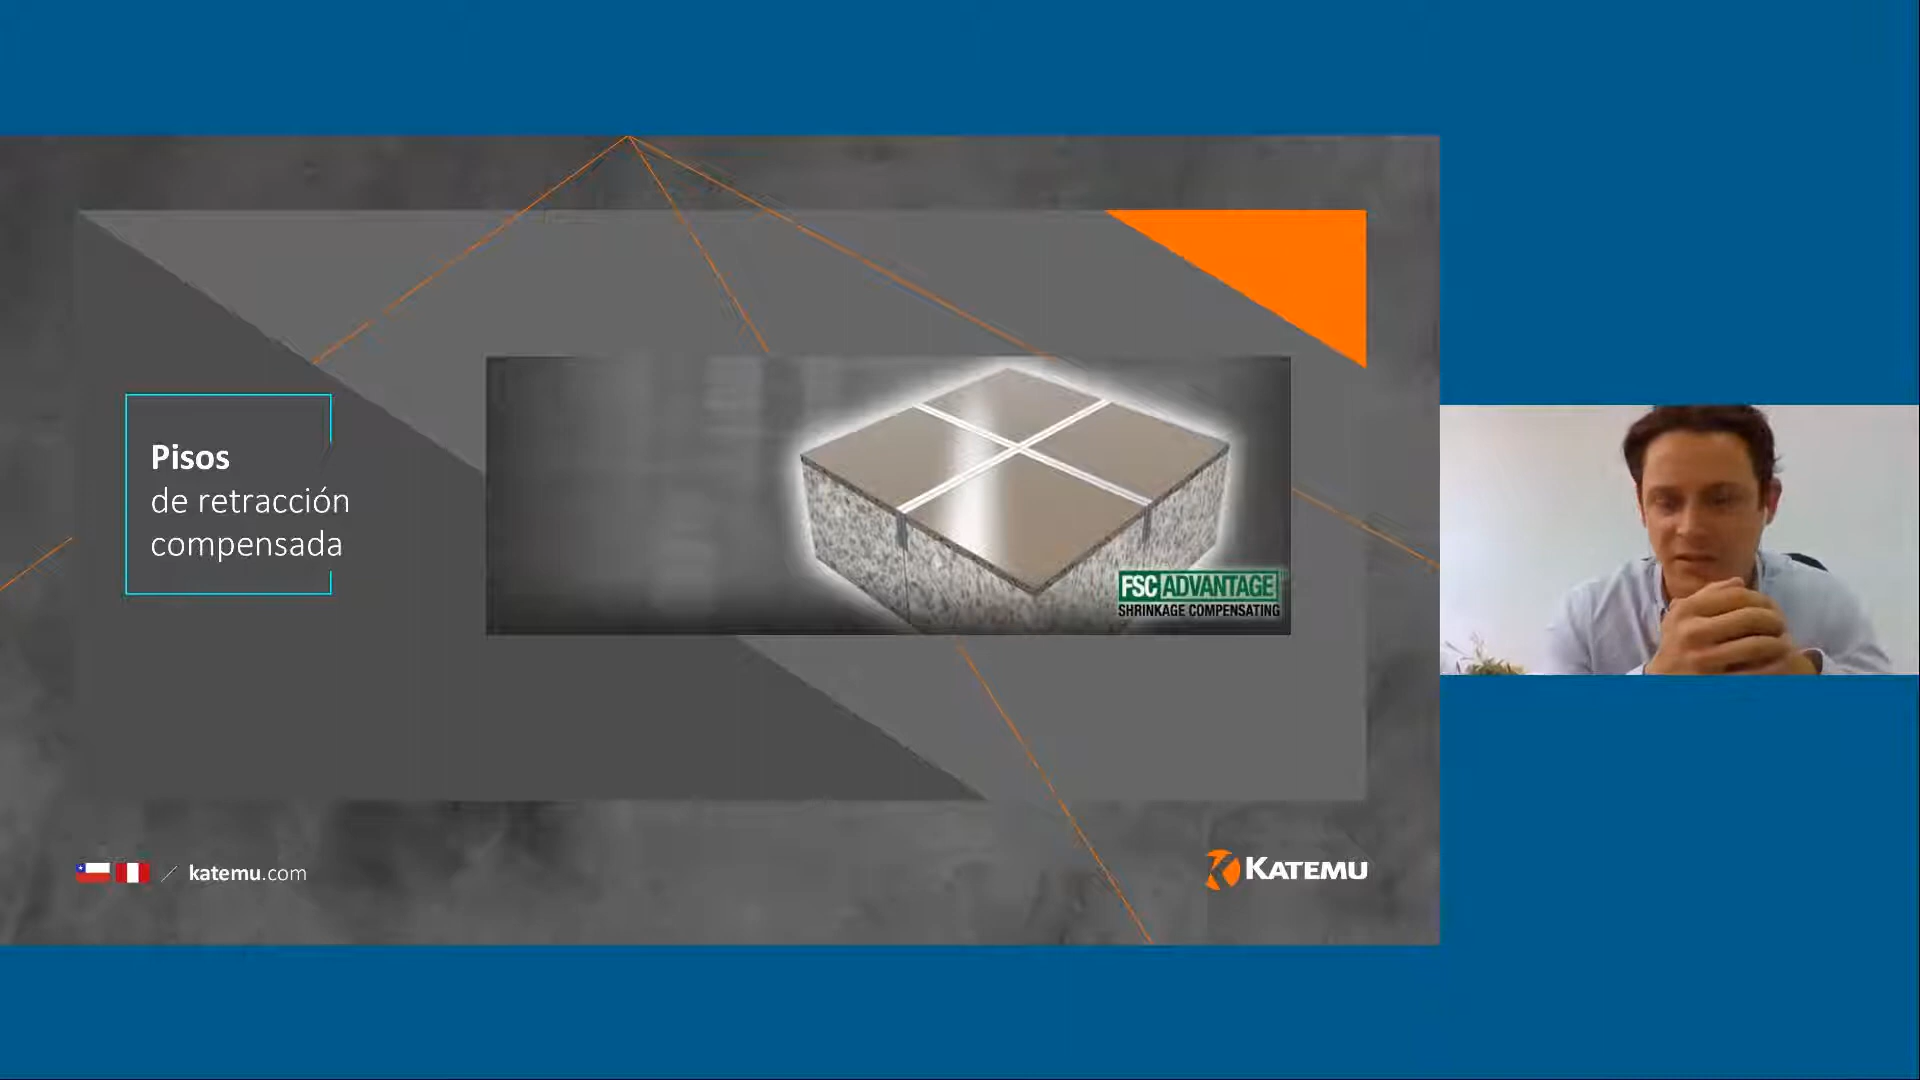 Pisos
de retracción
compensada
FSC ADVANTAGE
SHRINKAGE COMPENSATING
katemu.com
KATEMU